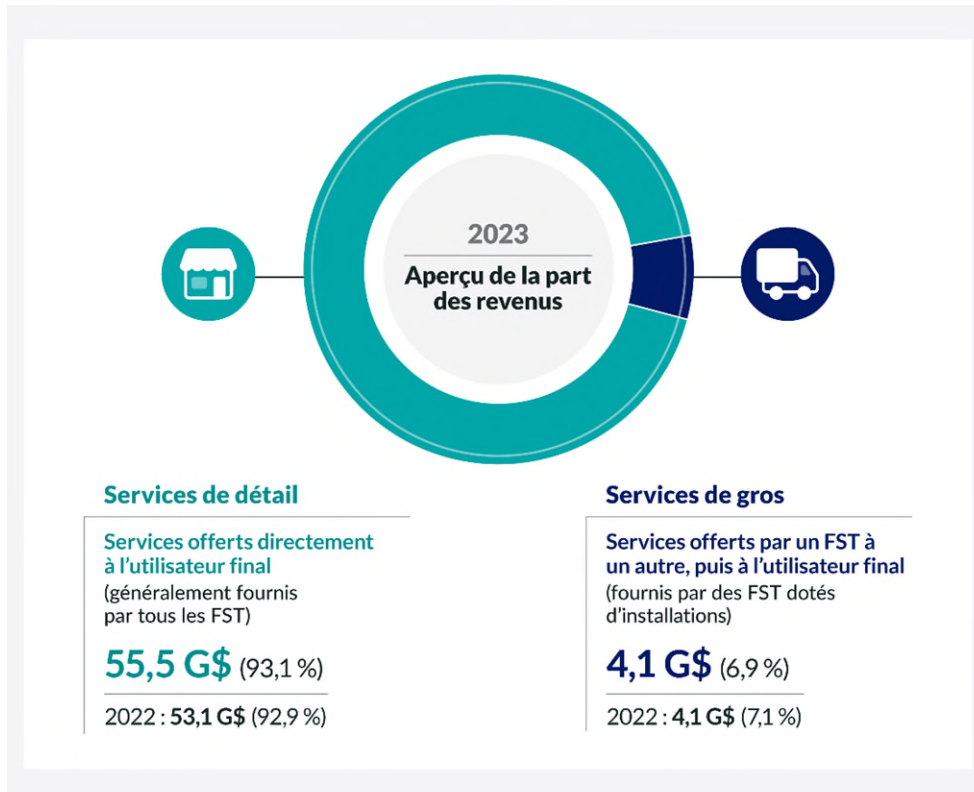 2023
Aperçu de la part
des revenus
Services de détail
Services offerts directement
à l’utilisateur final
(généralement fournis
par tous les FST)
55,5 G$ (93,1 %)
2022 : 53,1 G$ (92,9 %)
Services de gros
Services offerts par un FST à
un autre, puis à l’utilisateur final
(fournis par des FST dotés
d’installations)
4,1 G$ (6,9 %)
2022 : 4,1 G$ (7,1 %)